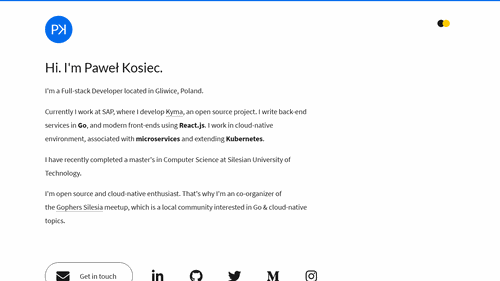 PK
Hi. I'm Paweł Kosiec.
I'm a Full-stack Developer located in Gliwice, Poland.
Currently I work at SAP, where I develop Kyma, an open source project. I write back-end
services in Go, and modern front-ends using React.js. I work in cloud-native
environment, associated with microservices and extending Kubernetes.
I have recently completed a master's in Computer Science at Silesian University of
Technology.
I'm open source and cloud-native enthusiast. That's why I'm an co-organizer of
the Gophers Silesia meetup, which is a local community interested in Go & cloud-native
topics.
Get in touch